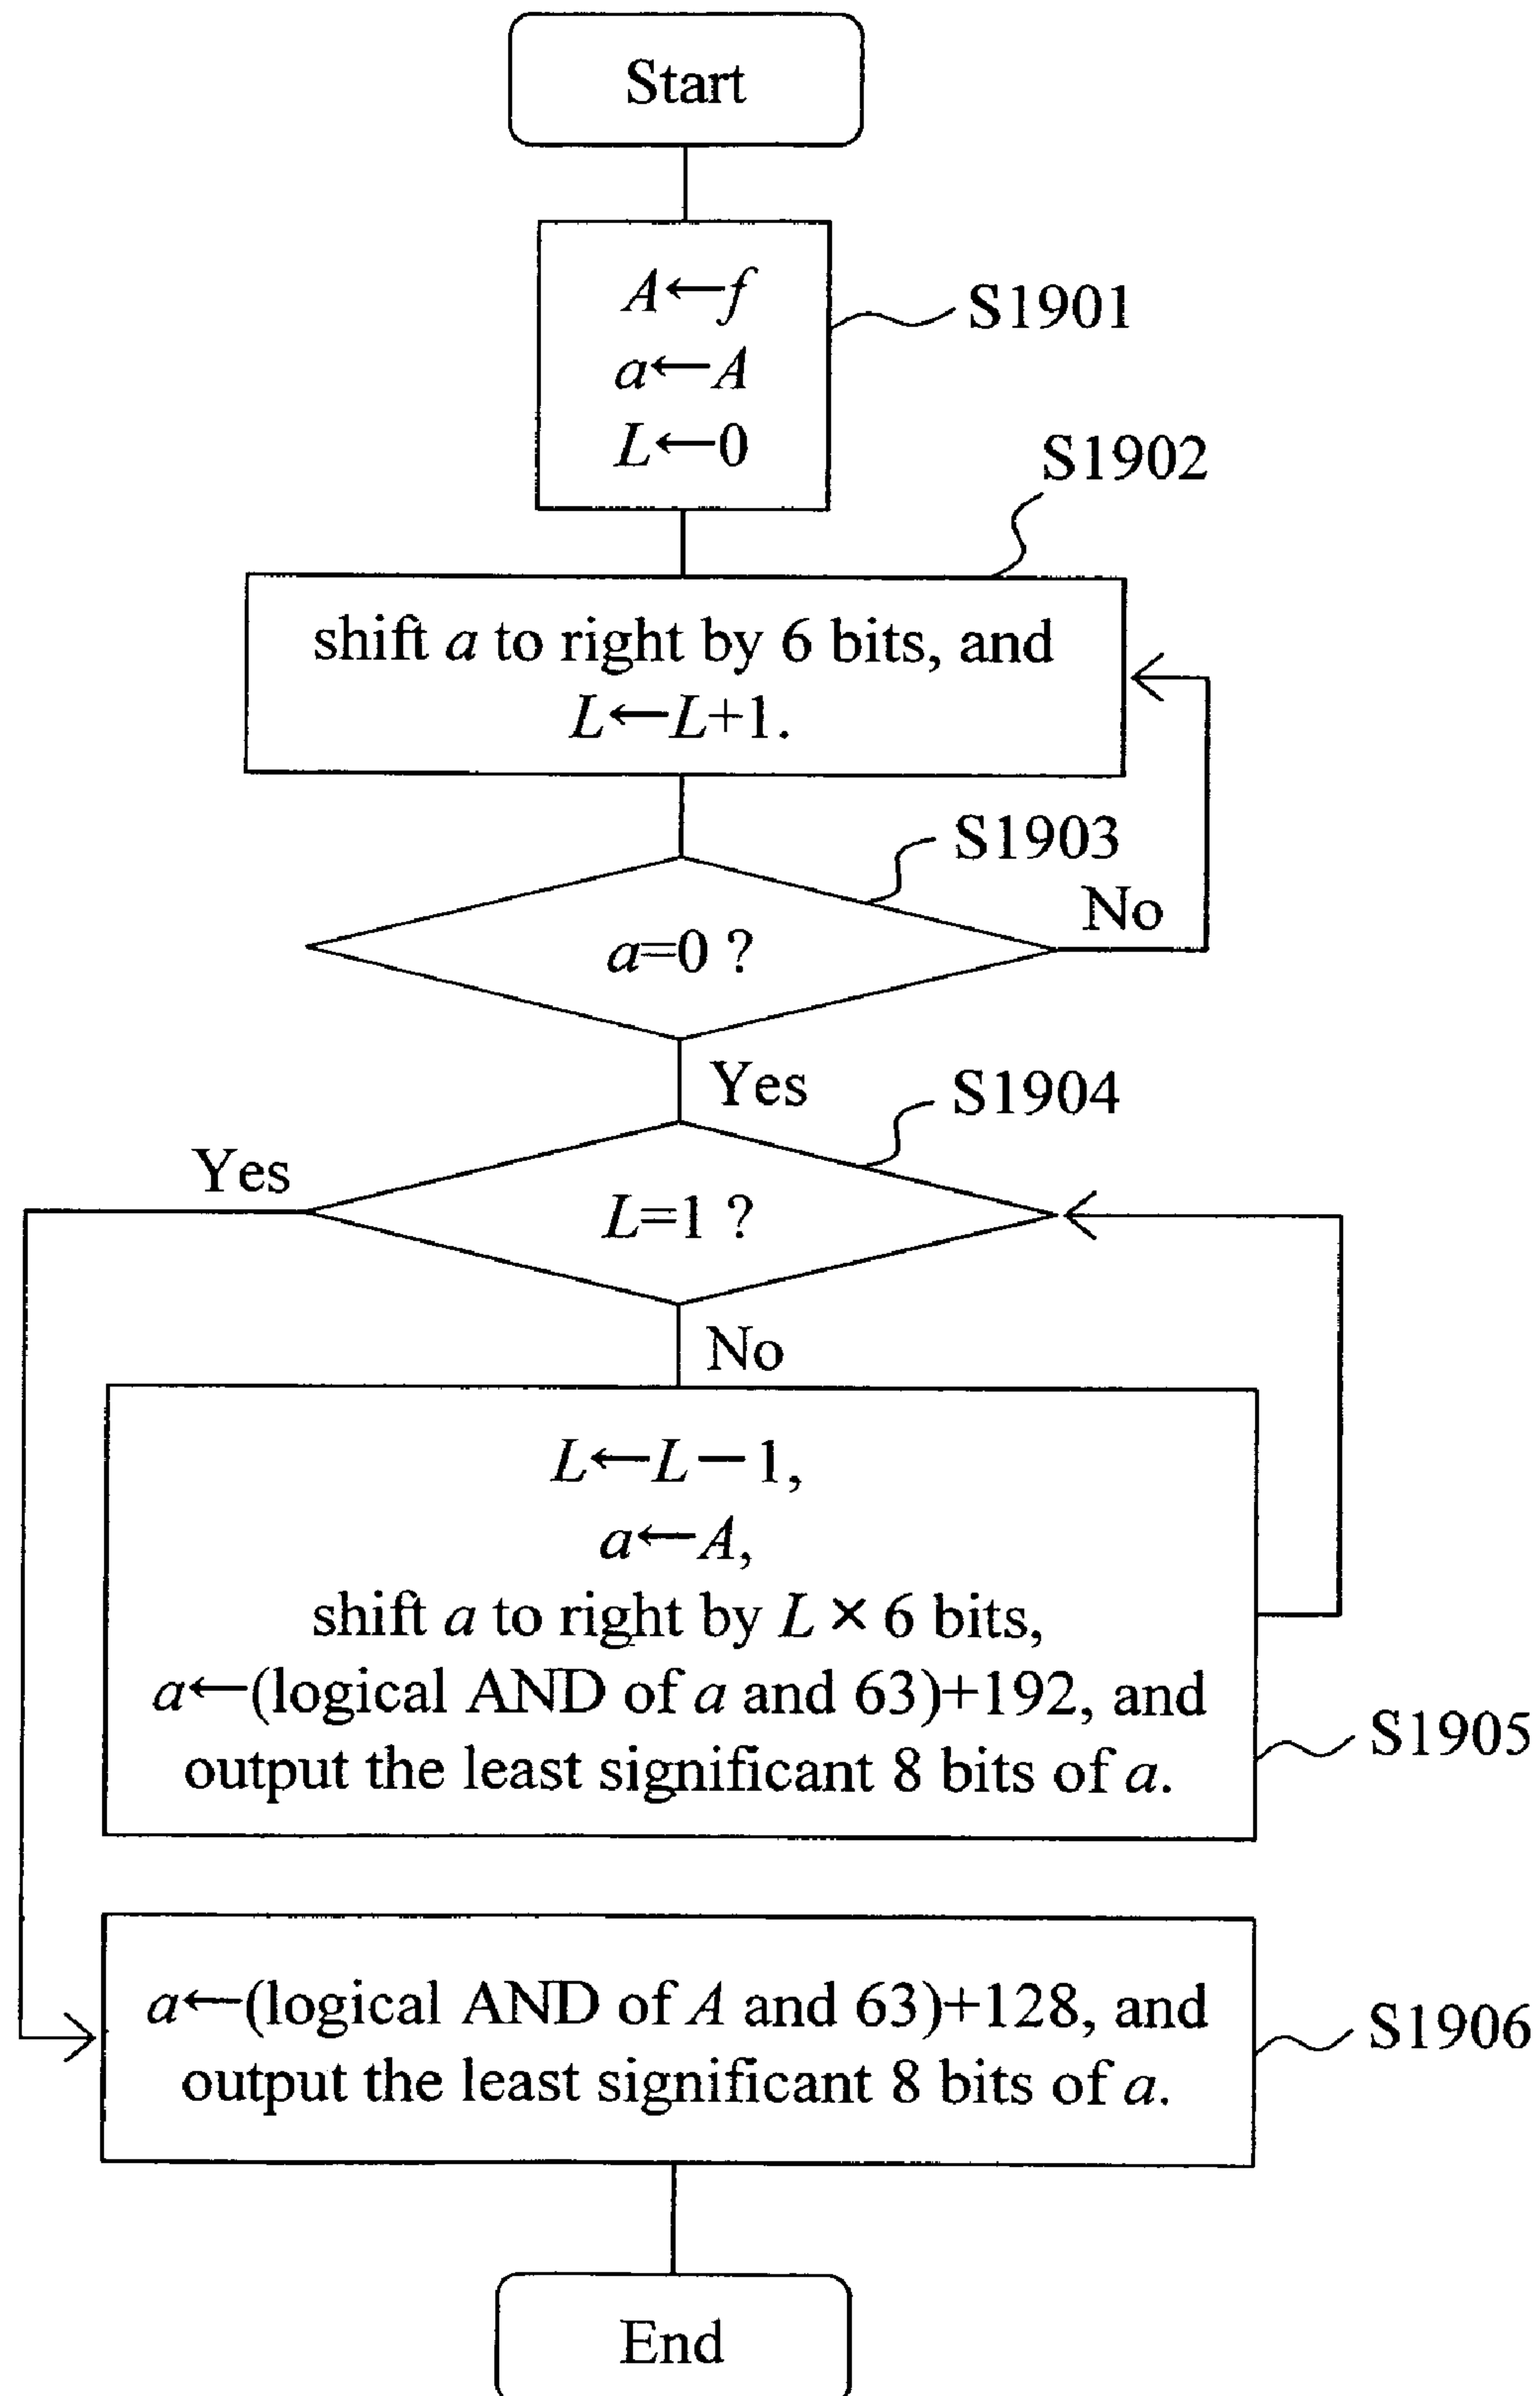 Start
A←f
a←A
L←0
S1901
S1902
shift a to right by 6 bits, and
L←L+1.
S1903
a=0 ?
No
Yes
S1904
Yes
L=1 ?
No
L←L−1,
a←A,
shift a to right by L × 6 bits,
a←(logical AND of a and 63)+192, and
output the least significant 8 bits of a.
S1905
a←(logical AND of A and 63)+128, and
output the least significant 8 bits of a.
S1906
End